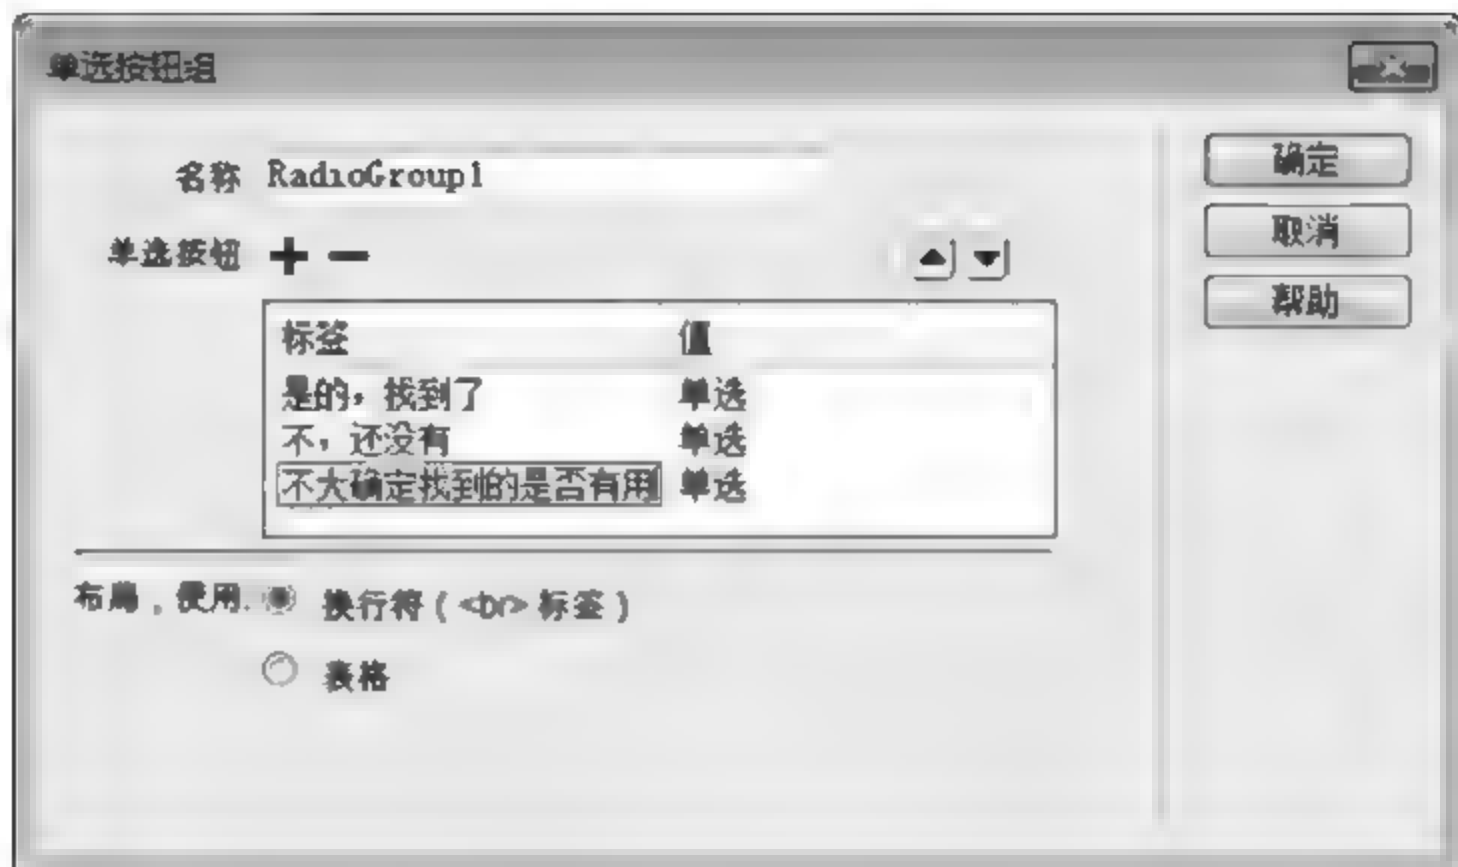 单选按钮组
名称 RadioGroup1
单选按钮
标签 值
是的，找到了 单选
不，还没有 单选
不大确定找到的是否有用 单选
布局，使用: 换行符（<br>标签）
表格
确定
取消
帮助